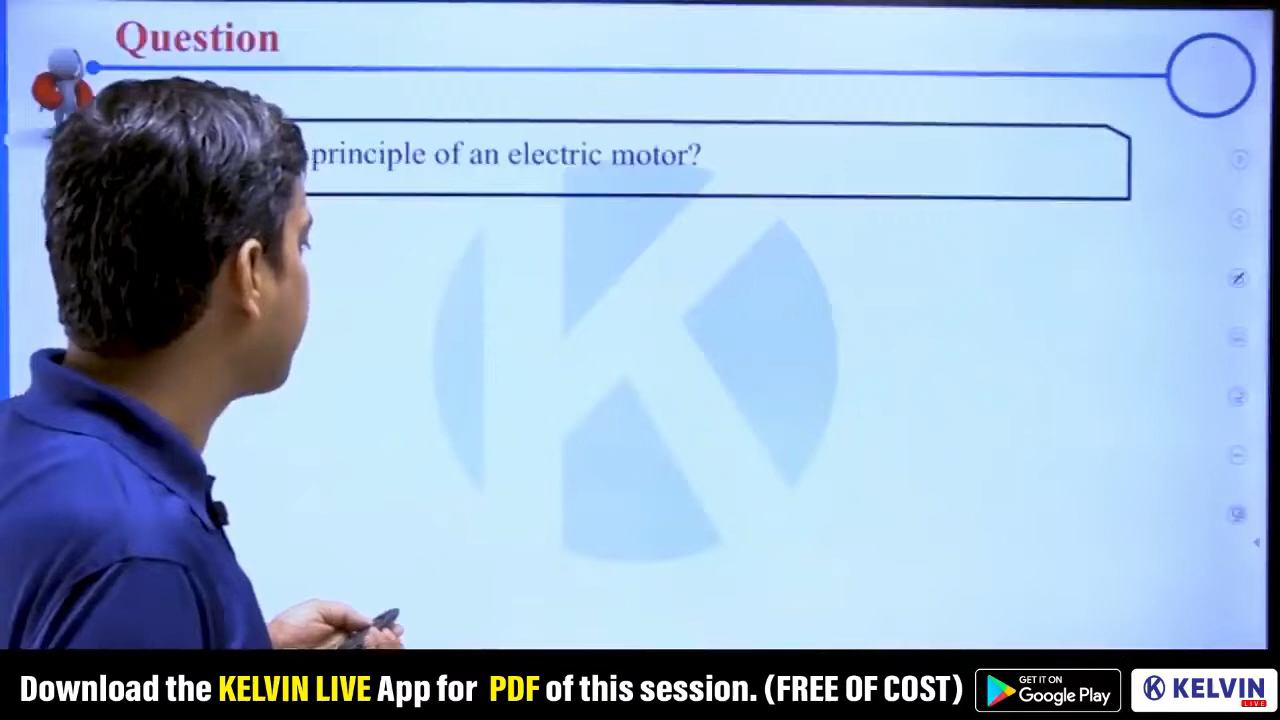 Question
principle of an electric motor?
Download the KELVIN LIVE App for PDF of this session. (FREE OF COST)
GET IT ON
Google Play
KELVIN
LIVE